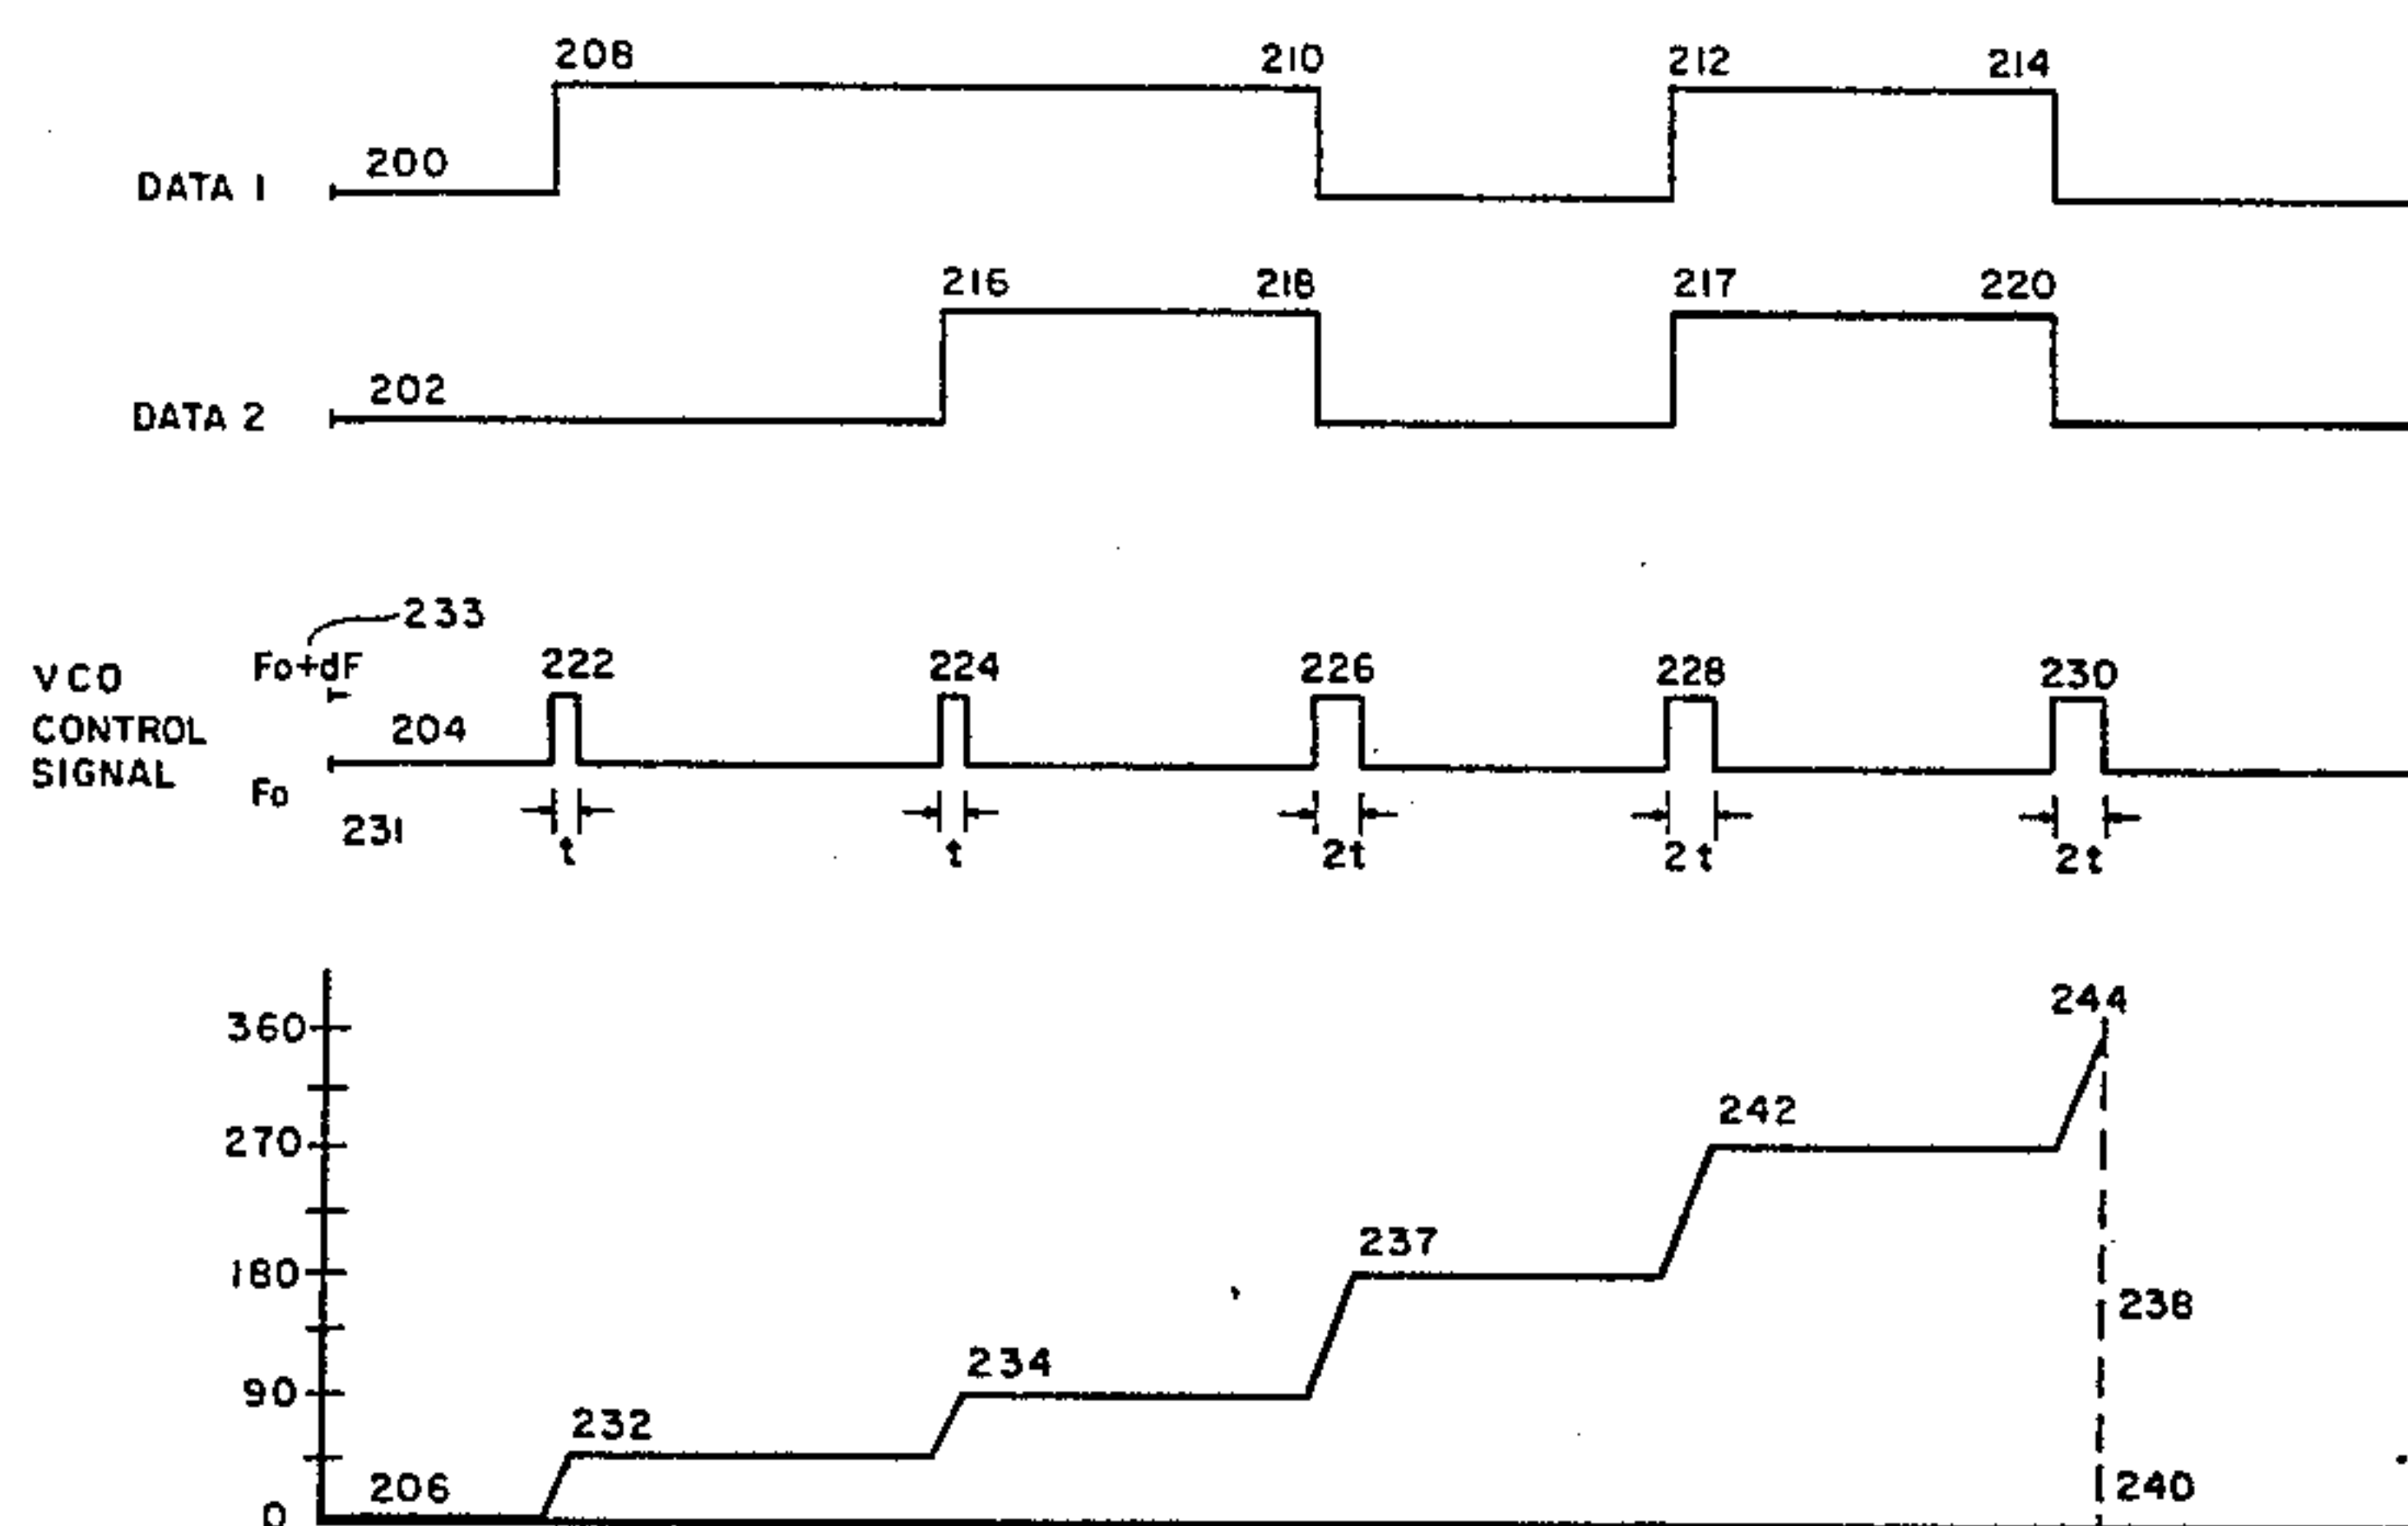 208 210 212 214
200
DATA 1
216 218 217 220
202
DATA 2
233
Fo+dF 222 224 226 228 230
VCO
CONTROL 204
SIGNAL
Fo
231
t t 2t 2t 2t
244
360
242
270
237
180
238
234
90
232
206 240
0